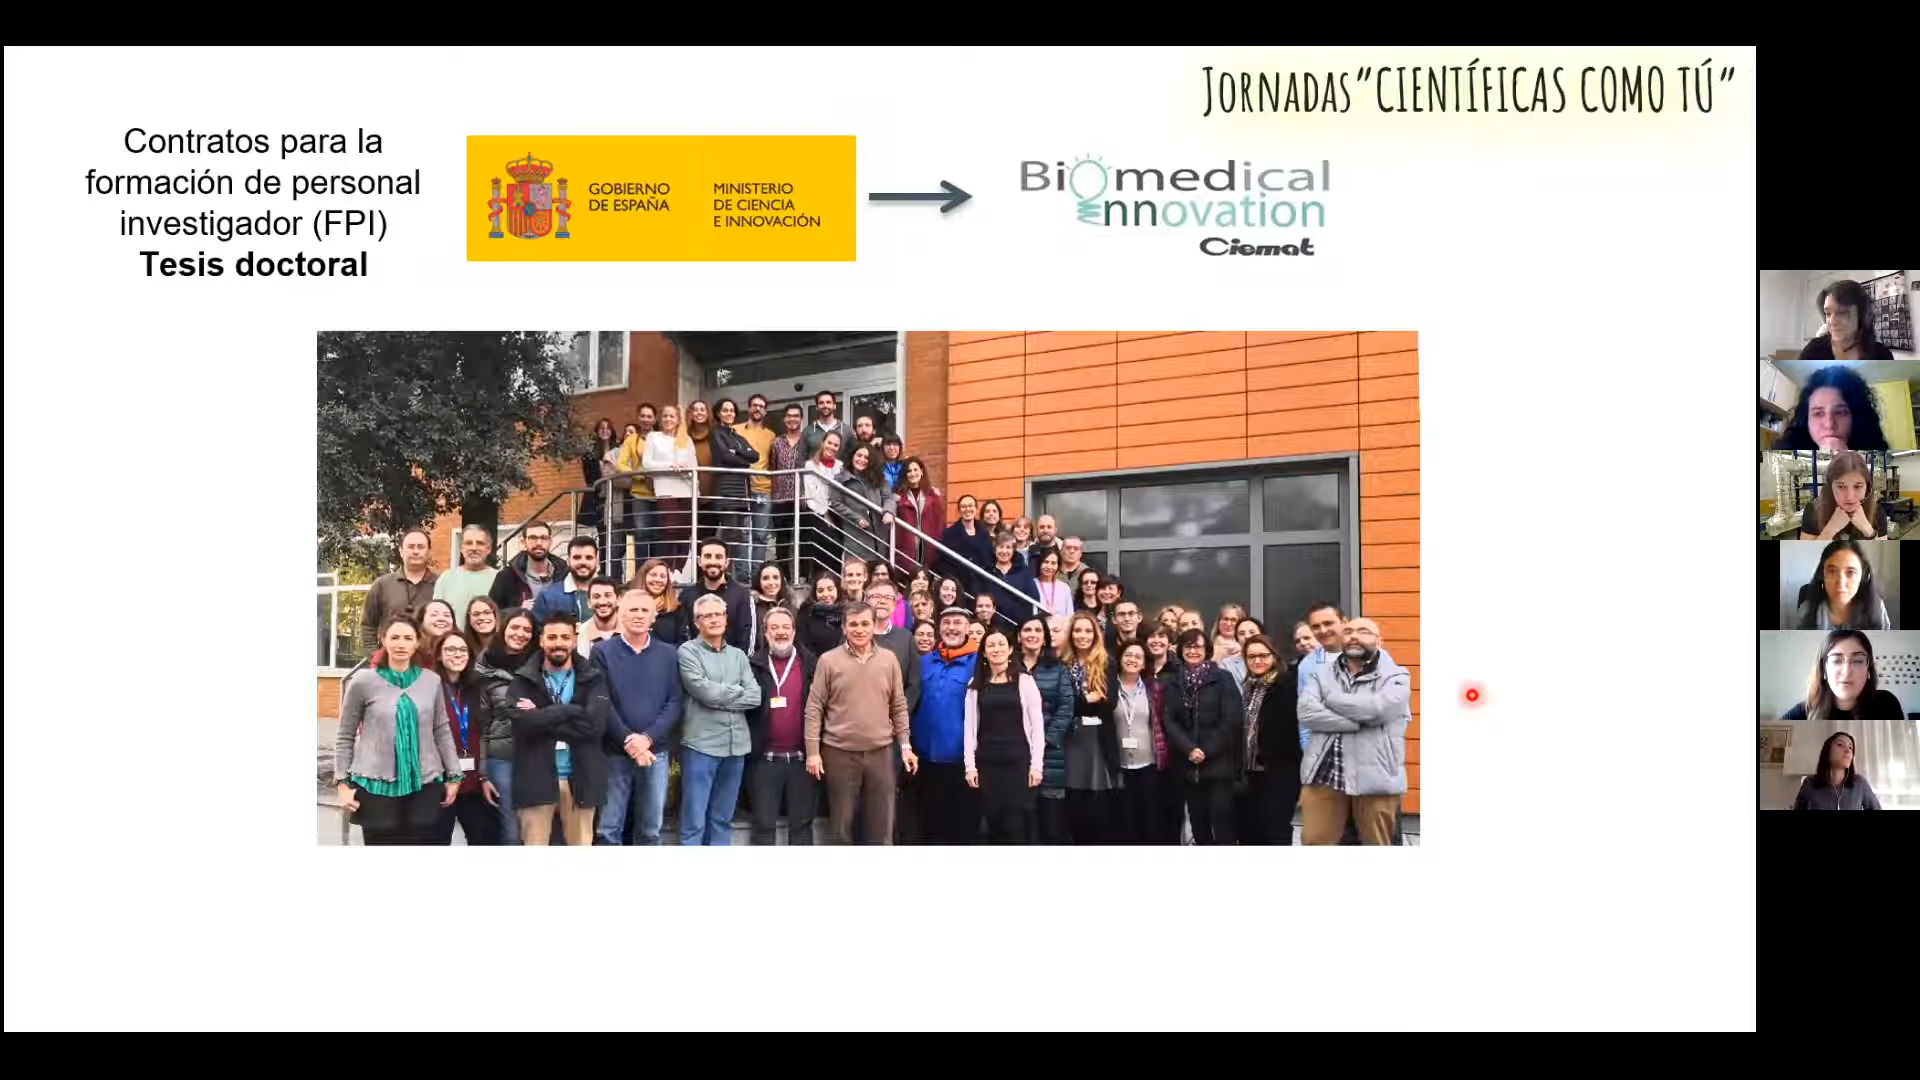 Jornadas "CIENTÍFICAS COMO TÚ"
Contratos para la
formación de personal
investigador (FPI)
Tesis doctoral
GOBIERNO
DE ESPAÑA
MINISTERIO
DE CIENCIA
E INNOVACIÓN
Biomedical
innovation
Ciemat